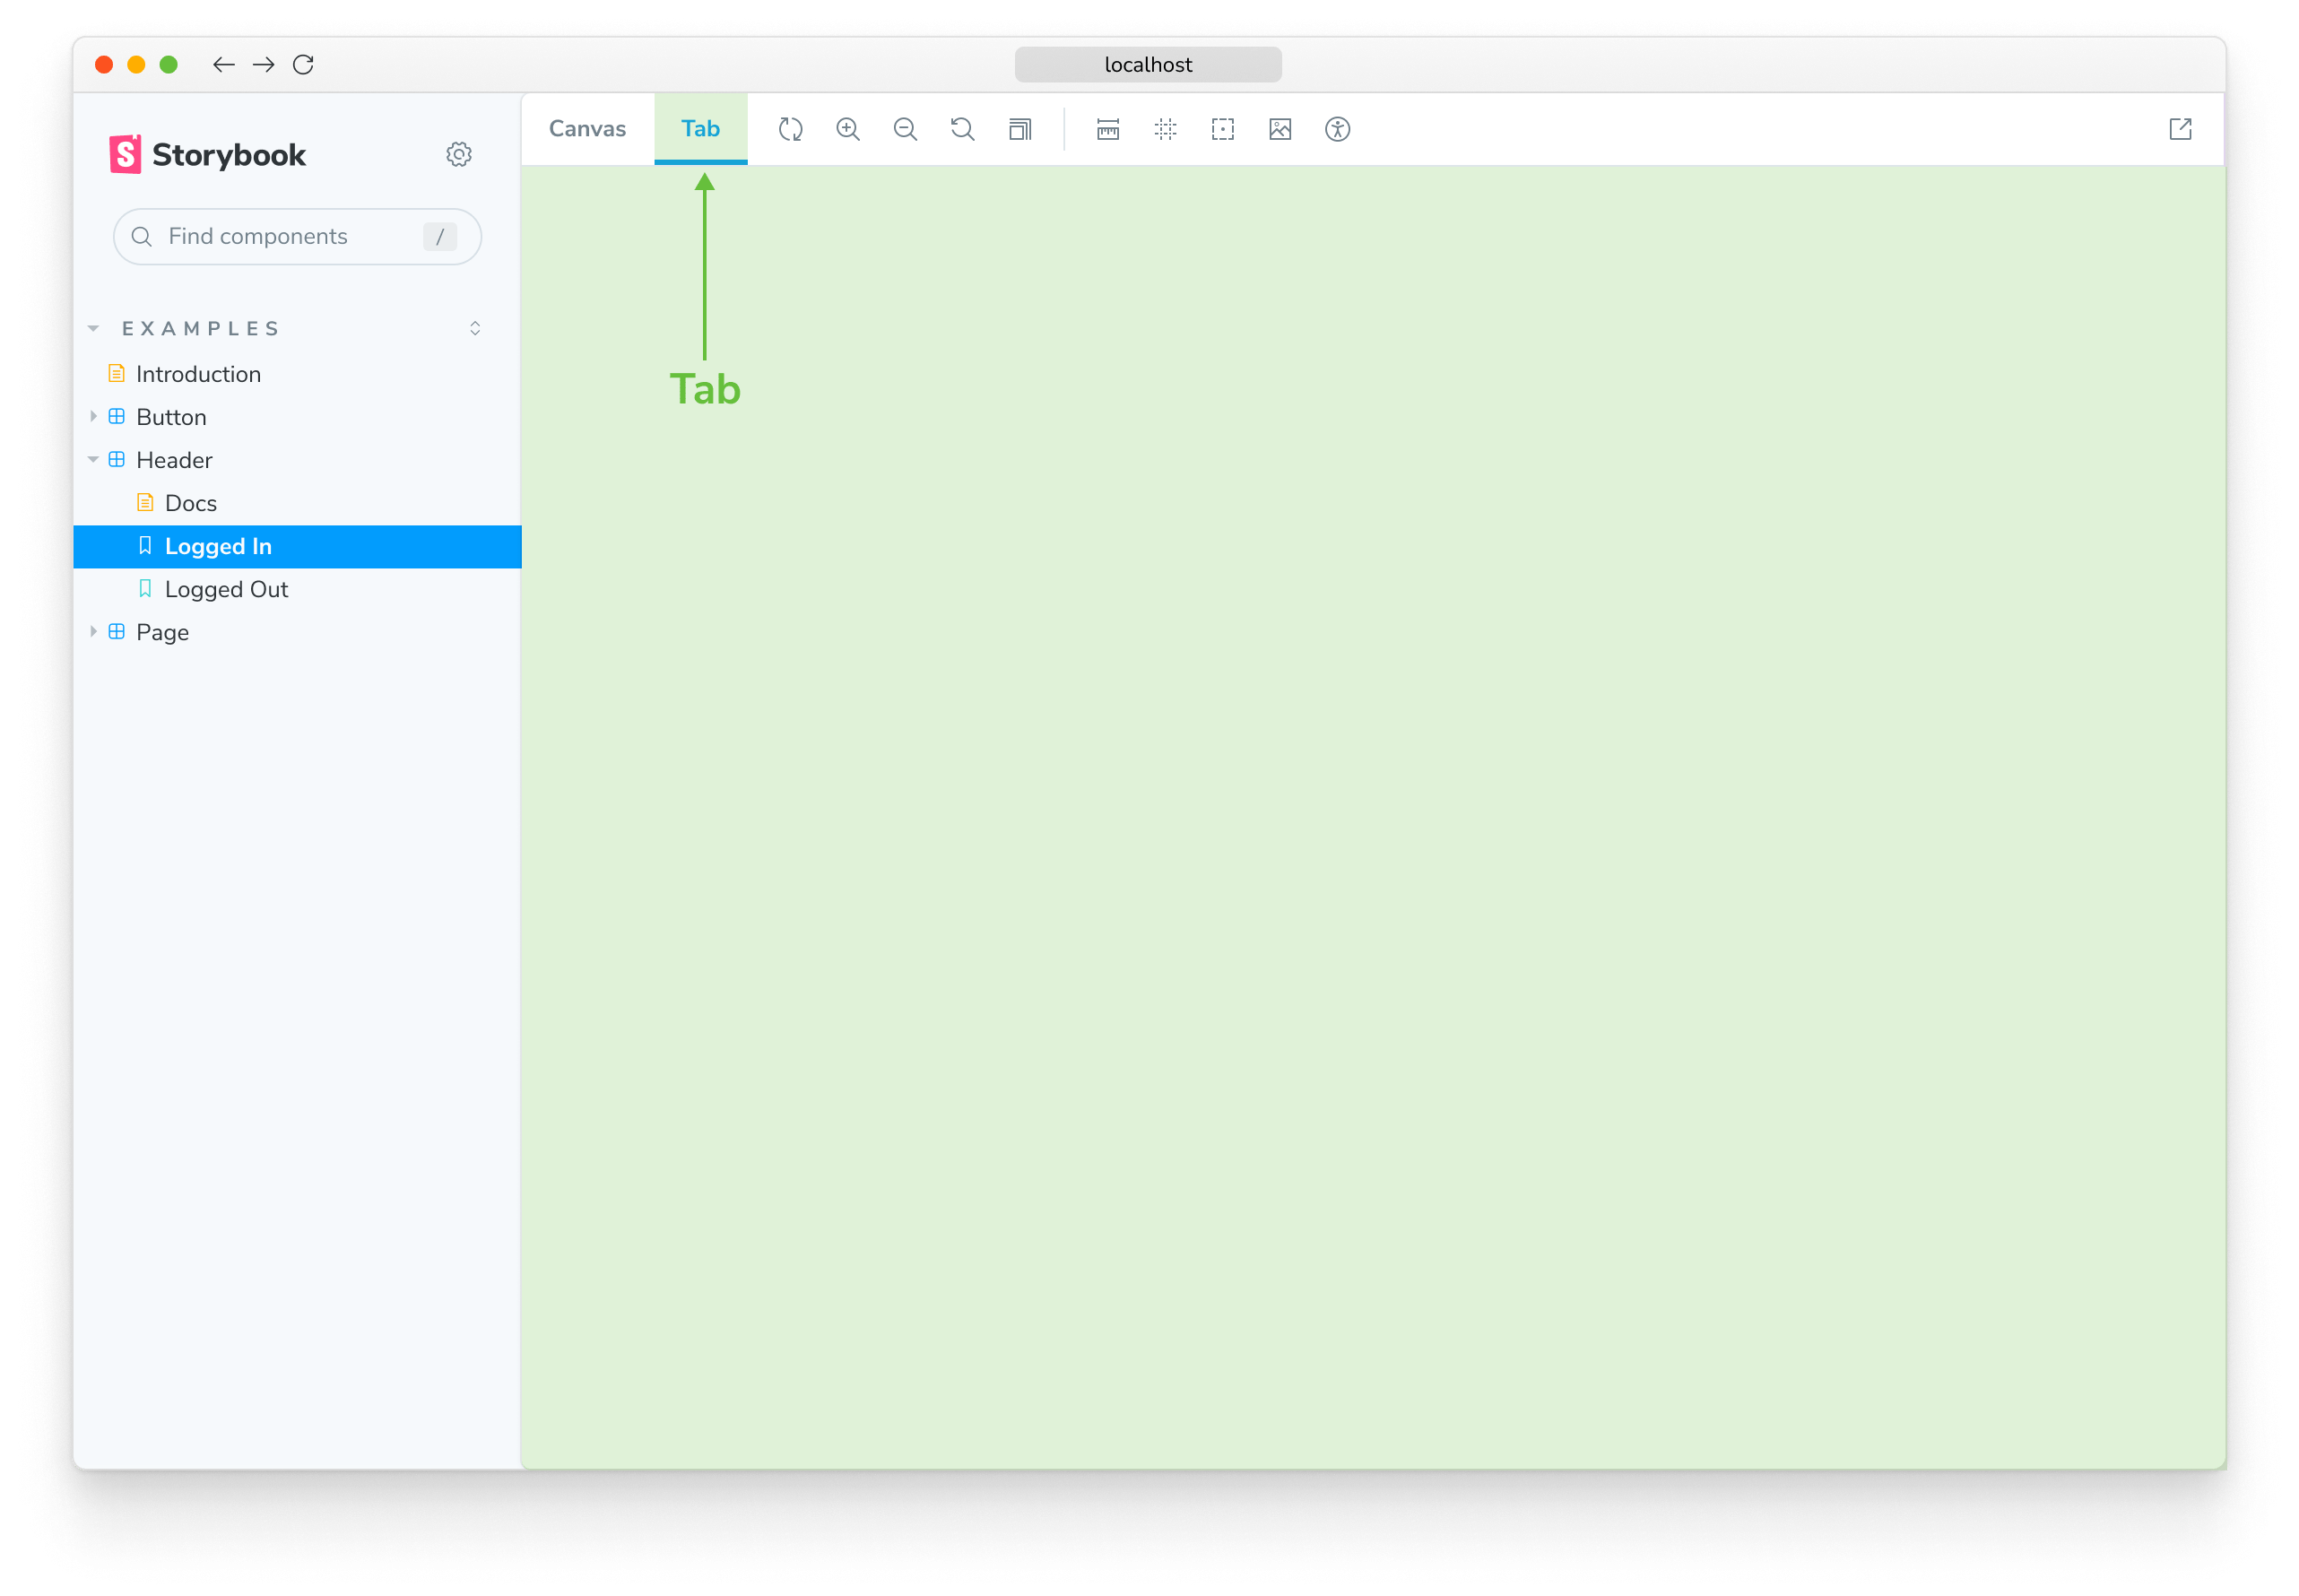 localhost
S Storybook
Find components /
EXAMPLES
Introduction
Button
Header
Docs
Logged In
Logged Out
Page
Canvas Tab
Tab